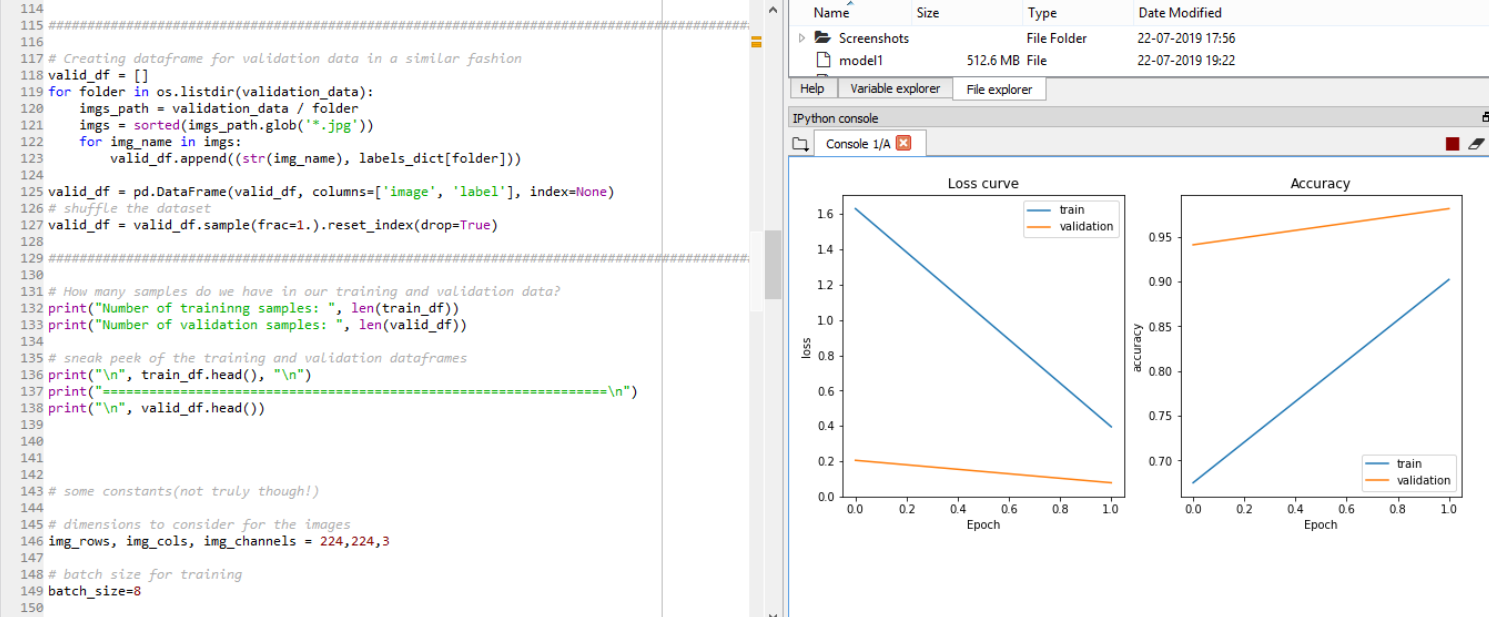 114
115 ##########################################################################################
116
117 # Creating dataframe for validation data in a similar fashion
118 valid_df = []
119 for folder in os.listdir(validation_data):
120     imgs_path = validation_data / folder
121     imgs = sorted(imgs_path.glob('*.jpg'))
122     for img_name in imgs:
123         valid_df.append((str(img_name), labels_dict[folder]))
124
125 valid_df = pd.DataFrame(valid_df, columns=['image', 'label'], index=None)
126 # shuffle the dataset
127 valid_df = valid_df.sample(frac=1.).reset_index(drop=True)
128
129 ##########################################################################################
130
131 # How many samples do we have in our training and validation data?
132 print("Number of traininng samples: ", len(train_df))
133 print("Number of validation samples: ", len(valid_df))
134
135 # sneak peek of the training and validation dataframes
136 print("\n", train_df.head(), "\n")
137 print("=================================================================\n")
138 print("\n", valid_df.head())
139
140
141
142
143 # some constants(not truly though!)
144
145 # dimensions to consider for the images
146 img_rows, img_cols, img_channels = 224,224,3
147
148 # batch size for training
149 batch_size=8
150
Name Size Type Date Modified
Screenshots File Folder 22-07-2019 17:56
model1 512.6 MB File 22-07-2019 19:22
Help Variable explorer File explorer
IPython console
Console 1/A
Loss curve
train
validation
1.6
1.4
1.2
1.0
0.8
0.6
0.4
0.2
0.0
loss
0.0 0.2 0.4 0.6 0.8 1.0
Epoch
Accuracy
0.95
0.90
0.85
0.80
0.75
0.70
accuracy
train
validation
0.0 0.2 0.4 0.6 0.8 1.0
Epoch